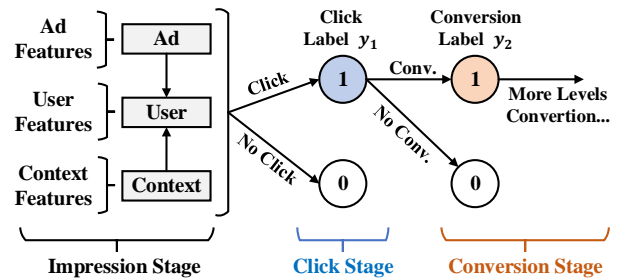 Ad
Features
Ad
User
Features
User
Context
Features
Context
Impression Stage
Click
No Click
Click
Label y₁
1
0
Click Stage
Conv.
No Conv.
Conversion
Label y₂
1
0
More Levels
Convertion...
Conversion Stage